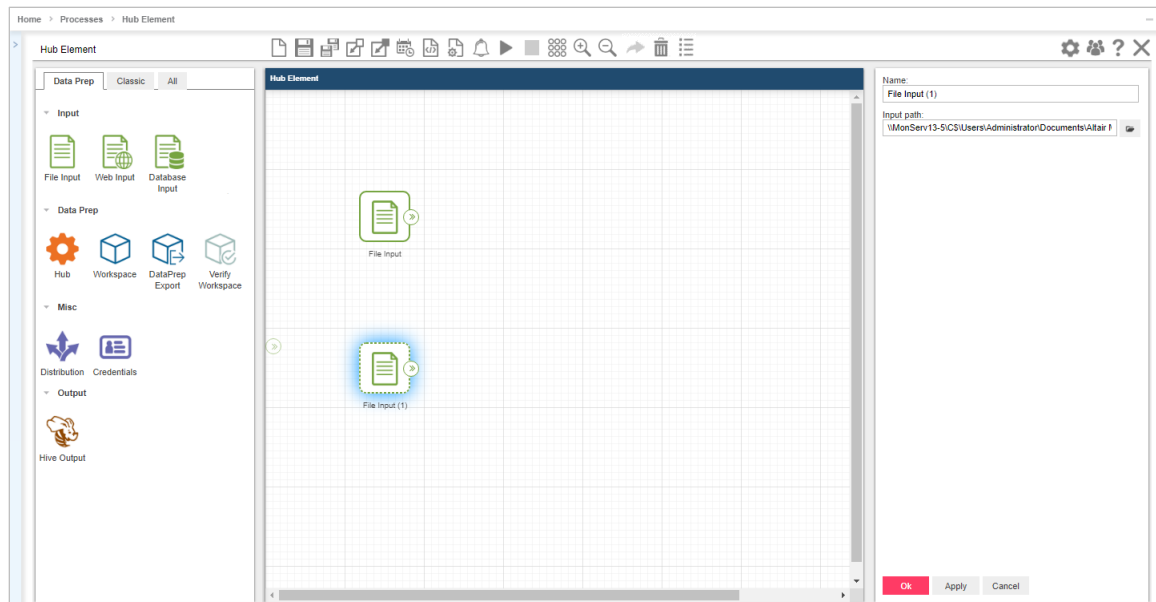 Home > Processes > Hub Element
Hub Element
Data Prep Classic All
Input
File Input Web Input Database Input
Data Prep
Hub Workspace DataPrep Export Verify Workspace
Misc
Distribution Credentials
Output
Hive Output
Hub Element
File Input
File Input (1)
Name:
File Input (1)
Input path:
\\MonServ13-5\C$\Users\Administrator\Documents\Altair
Ok Apply Cancel